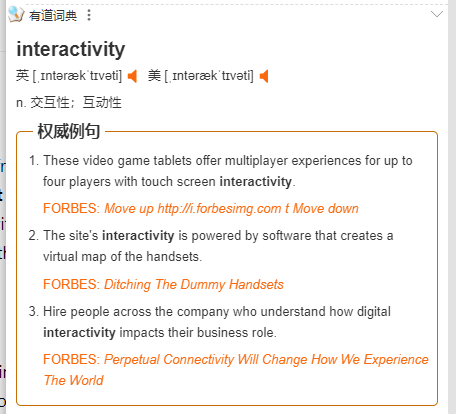 有道词典
interactivity
英 [ˌɪntərækˈtɪvəti] 美 [ˌɪntərækˈtɪvəti]
n. 交互性；互动性
权威例句
1. These video game tablets offer multiplayer experiences for up to
four players with touch screen interactivity.
FORBES: Move up http://i.forbesimg.com t Move down
2. The site's interactivity is powered by software that creates a
virtual map of the handsets.
FORBES: Ditching The Dummy Handsets
3. Hire people across the company who understand how digital
interactivity impacts their business role.
FORBES: Perpetual Connectivity Will Change How We Experience
The World